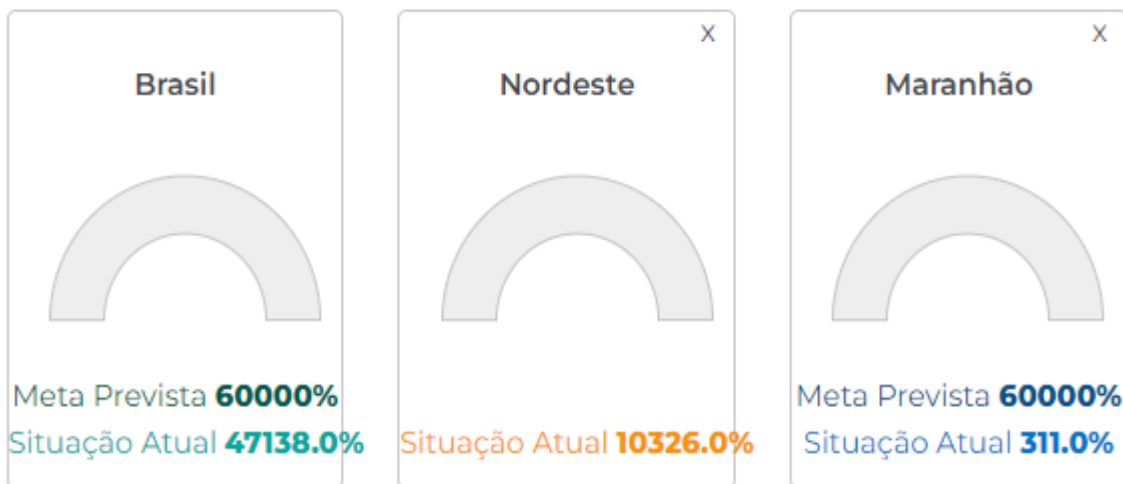 Brasil
Meta Prevista 60000%
Situação Atual 47138.0%
X
Nordeste
Situação Atual 10326.0%
X
Maranhão
Meta Prevista 60000%
Situação Atual 311.0%